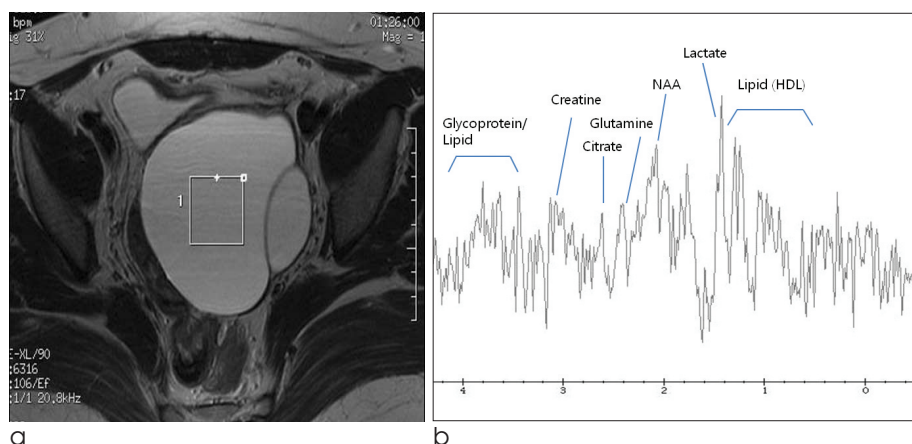 bpm
ig 31%
01:26:00
Mag = 1
:17
1
E-XL/90
:6316
:106/Ef
:1/1 20.8kHz
a
Lactate
NAA
Lipid (HDL)
Creatine
Glutamine
Glycoprotein/
Lipid
Citrate
4 3 2 1 0
b